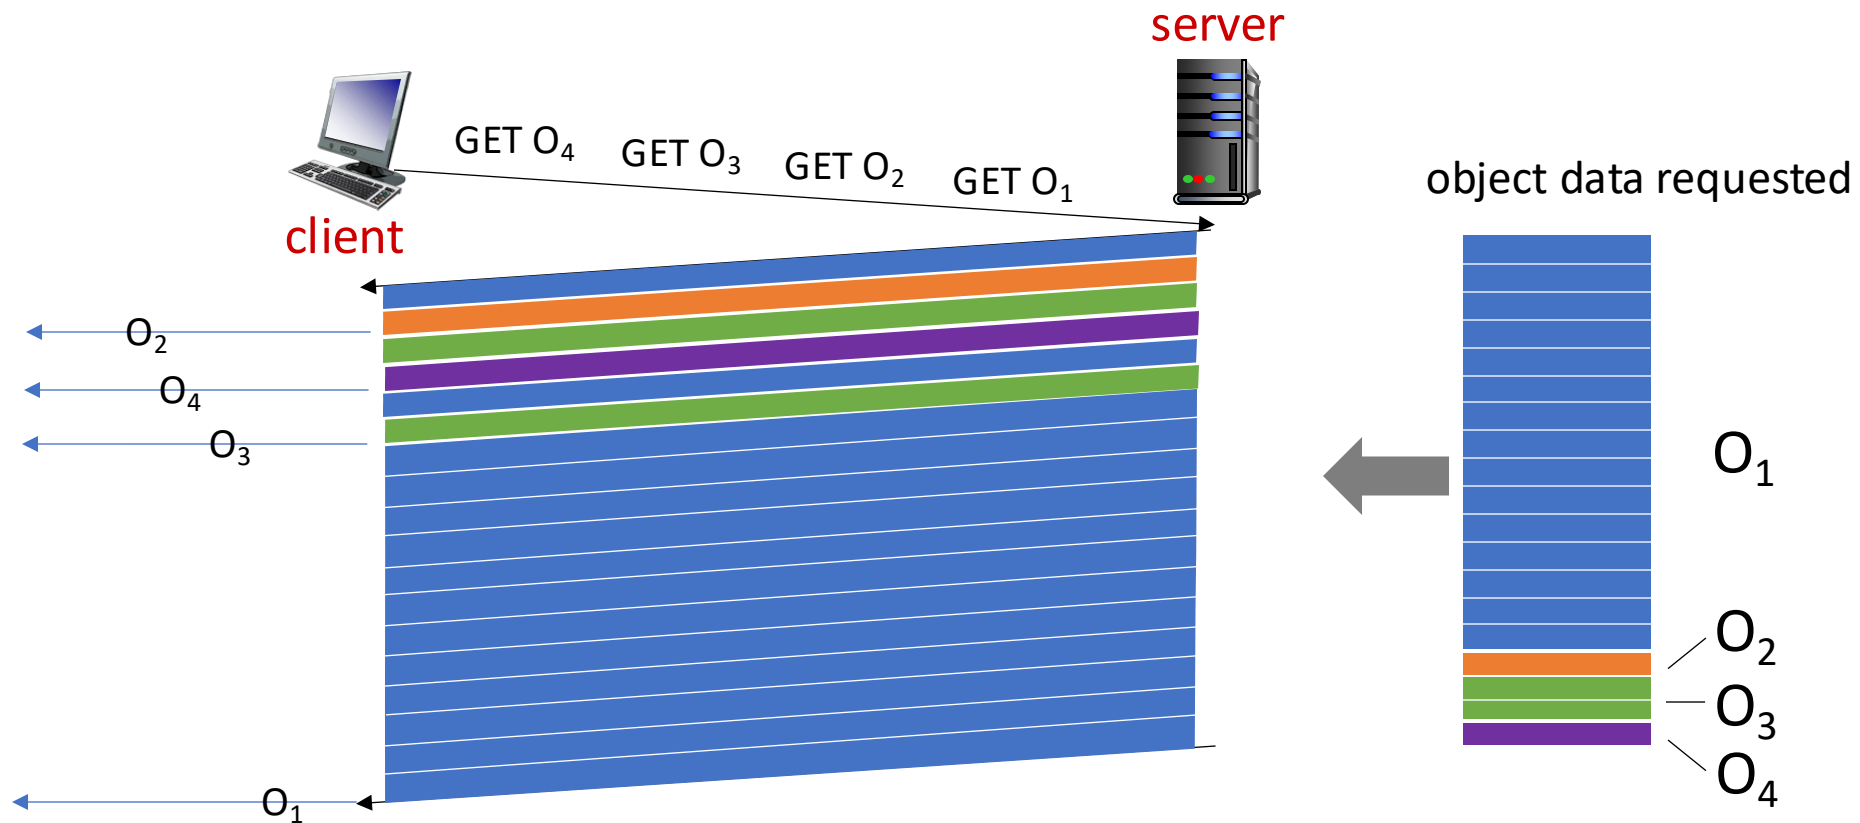 server
GET O₄
GET O₃
GET O₂
GET O₁
object data requested
client
O₂
O₄
O₃
O₁
O₁
O₂
O₃
O₄